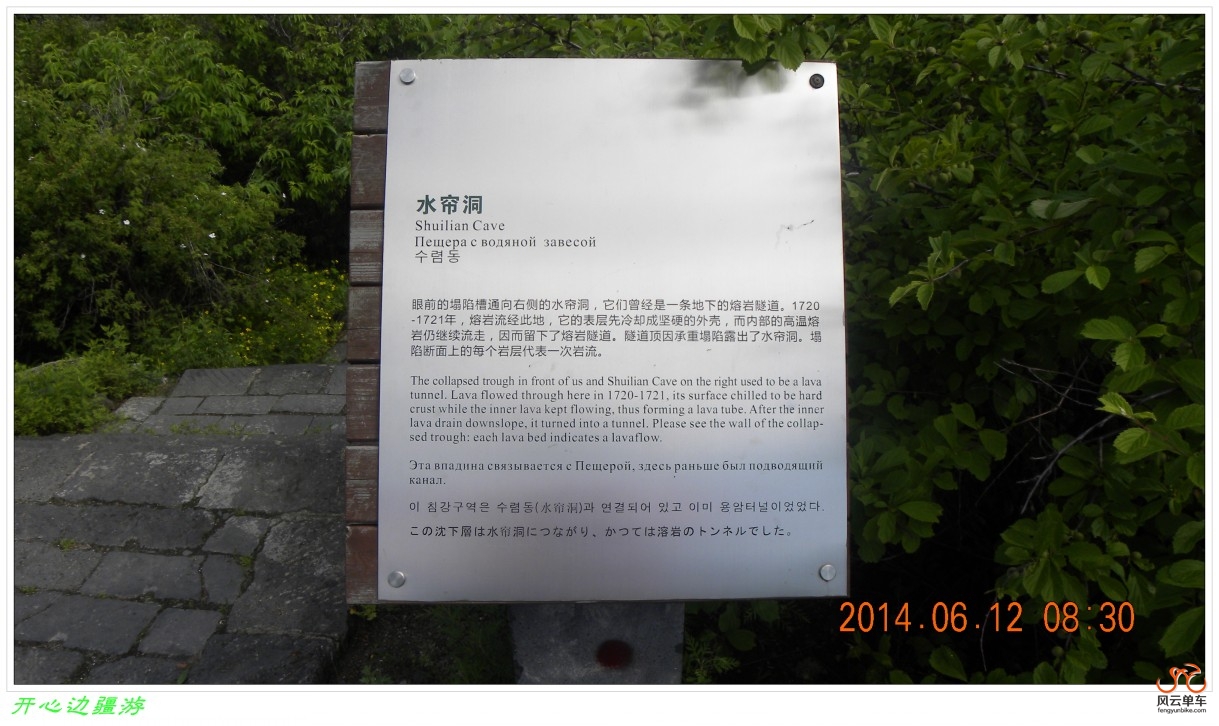 水帘洞
Shuilian Cave
Пещера с водяной завесой
수렴동
眼前的塌陷槽通向右侧的水帘洞，它们曾经是一条地下的熔岩隧道。1720
-1721年，熔岩流经此地，它的表层先冷却成坚硬的外壳，而内部的高温熔
岩仍继续流走，因而留下了熔岩隧道。隧道顶因承重塌陷露出了水帘洞。塌
陷断面上的每个岩层代表一次岩流。
The collapsed trough in front of us and Shuilian Cave on the right used to be a lava
tunnel. Lava flowed through here in 1720-1721, its surface chilled to be hard
crust while the inner lava kept flowing, thus forming a lava tube. After the inner
lava drain downslope, it turned into a tunnel. Please see the wall of the collap-
sed trough: each lava bed indicates a lavaflow.
Эта впадина связывается с Пещерой, здесь раньше был подводящий
канал.
이 침강구역은 수렴동(水帘洞)과 연결되어 있고 이미 용암터널이었었다.
この沈下層は水帘洞につながり、かつては溶岩のトンネルでした。
2014.06.12 08:30
开心边疆游
风云单车
fengyunbike.com